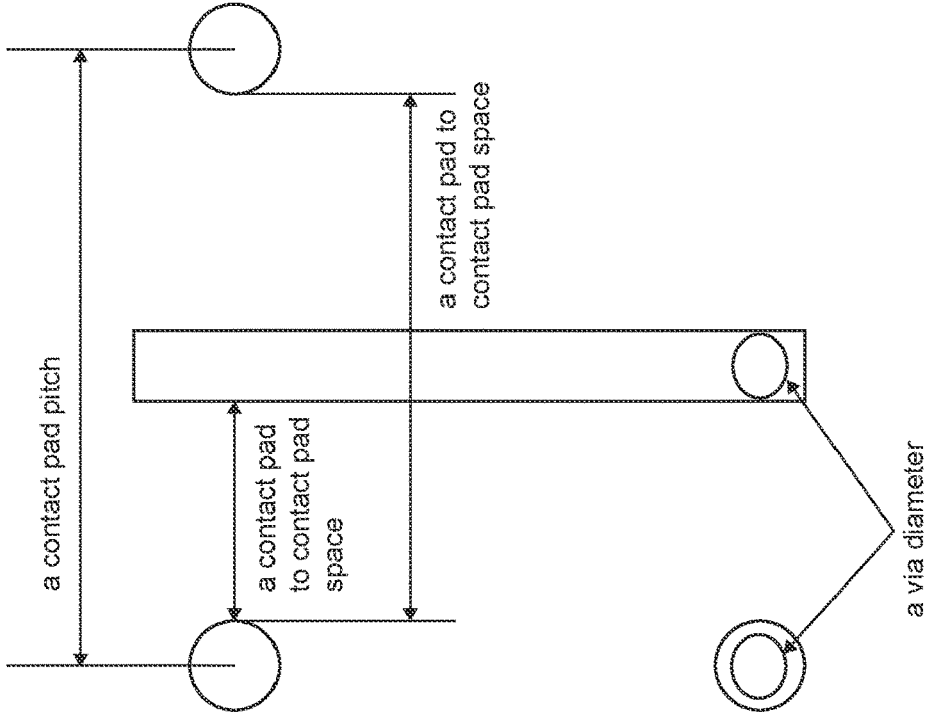 a contact pad pitch
a contact pad
to contact pad
space
a contact pad to
contact pad space
a via diameter